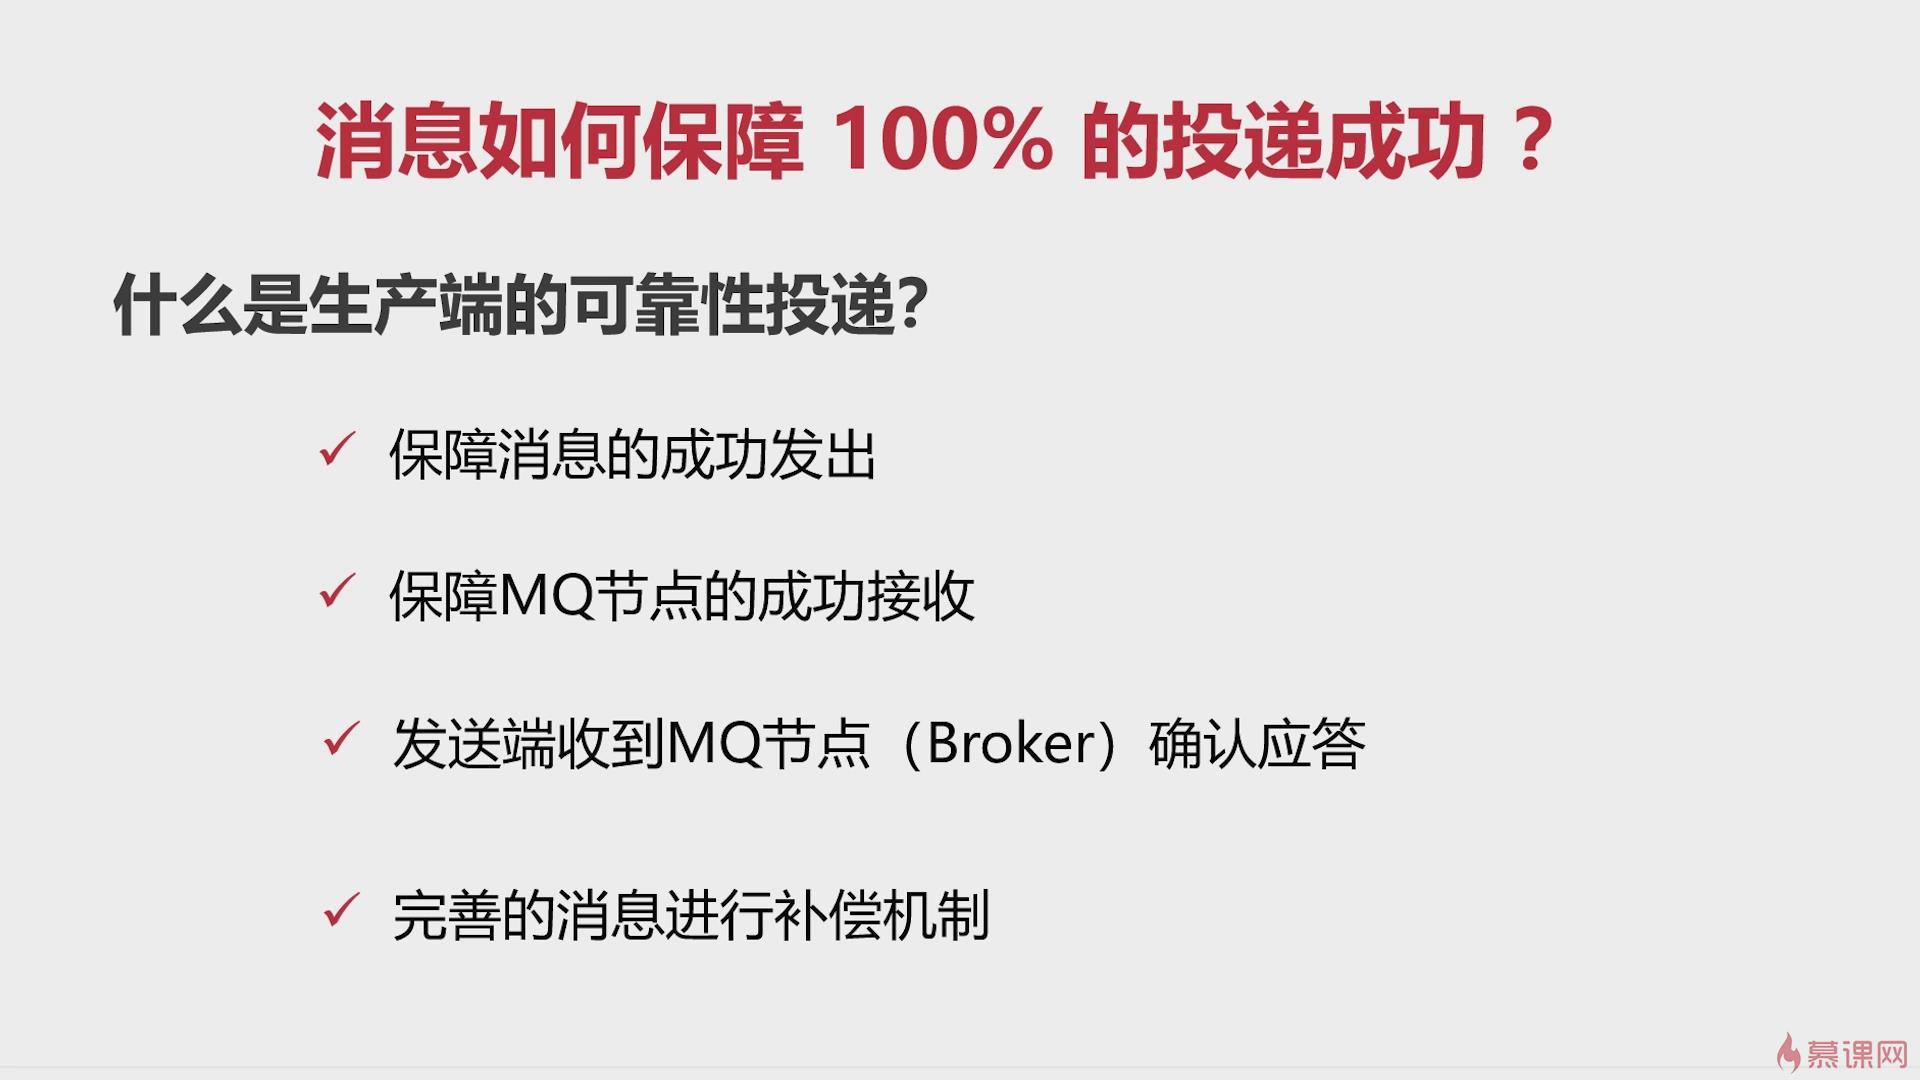 消息如何保障 100% 的投递成功？
什么是生产端的可靠性投递?
保障消息的成功发出
保障MQ节点的成功接收
发送端收到MQ节点（Broker）确认应答
完善的消息进行补偿机制
慕课网